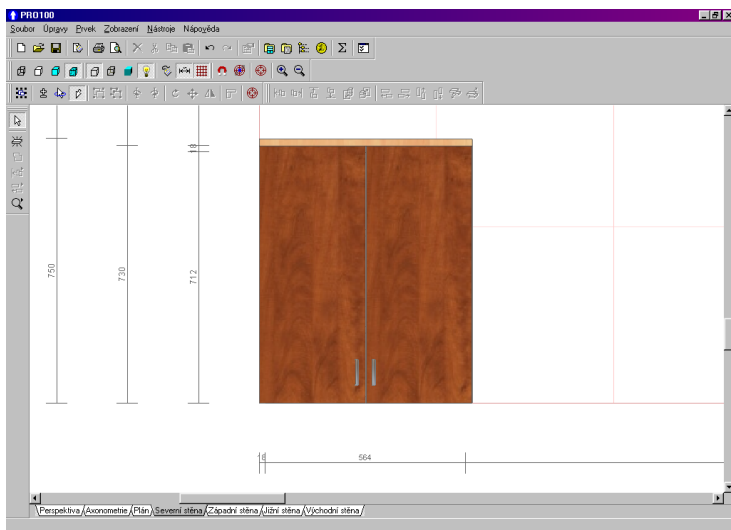 PRO100
Soubor Úpravy Prvek Zobrazení Nástroje Nápověda
18
750
730
712
564
Perspektiva Axonometrie Plán Severní stěna Západní stěna Jižní stěna Východní stěna